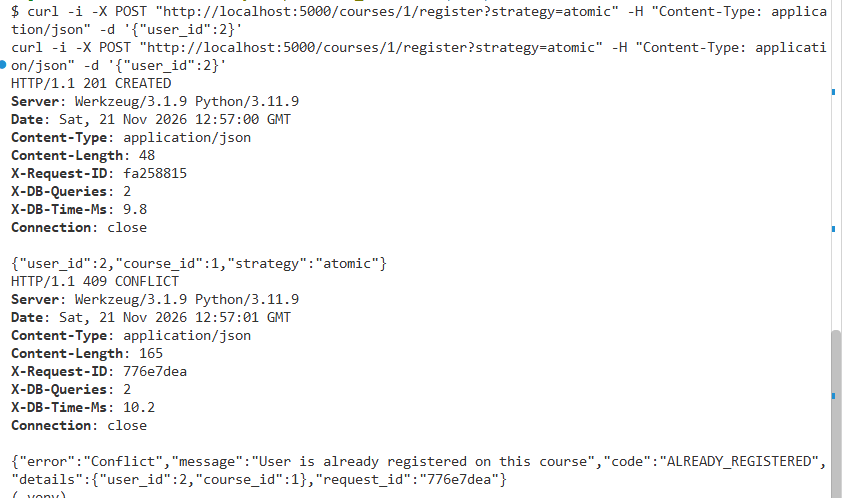 $ curl -i -X POST "http://localhost:5000/courses/1/register?strategy=atomic" -H "Content-Type: applica
tion/json" -d '{"user_id":2}'
curl -i -X POST "http://localhost:5000/courses/1/register?strategy=atomic" -H "Content-Type: applicati
on/json" -d '{"user_id":2}'
HTTP/1.1 201 CREATED
Server: Werkzeug/3.1.9 Python/3.11.9
Date: Sat, 21 Nov 2026 12:57:00 GMT
Content-Type: application/json
Content-Length: 48
X-Request-ID: fa258815
X-DB-Queries: 2
X-DB-Time-Ms: 9.8
Connection: close

{"user_id":2,"course_id":1,"strategy":"atomic"}
HTTP/1.1 409 CONFLICT
Server: Werkzeug/3.1.9 Python/3.11.9
Date: Sat, 21 Nov 2026 12:57:01 GMT
Content-Type: application/json
Content-Length: 165
X-Request-ID: 776e7dea
X-DB-Queries: 2
X-DB-Time-Ms: 10.2
Connection: close

{"error":"Conflict","message":"User is already registered on this course","code":"ALREADY_REGISTERED",
"details":{"user_id":2,"course_id":1},"request_id":"776e7dea"}